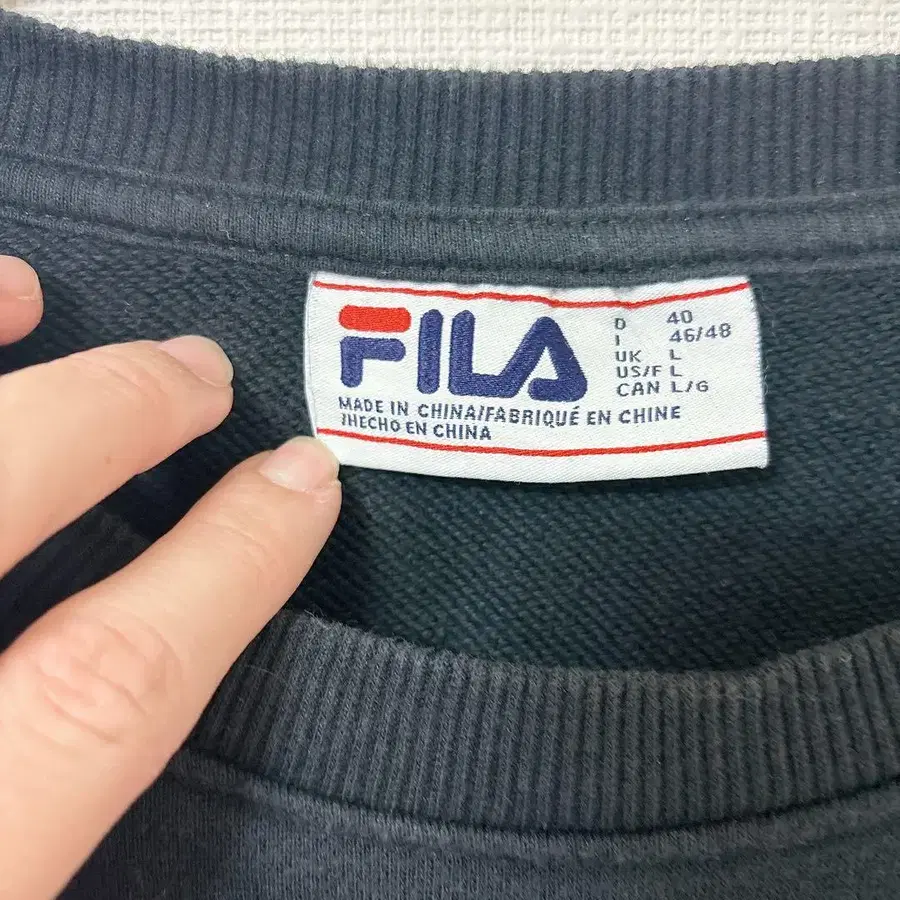 FILA
D 40
I 46/48
UK L
US/F L
CAN L/G
MADE IN CHINA/FABRIQUÉ EN CHINE
/HECHO EN CHINA